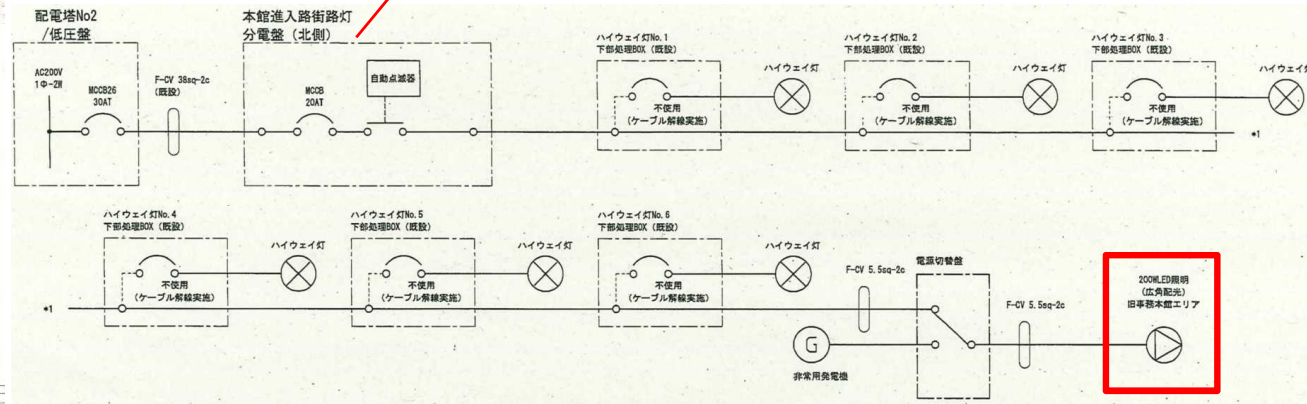 配電塔No2
/低圧盤
AC200V
1Φ-2W
MCCB26
30AT
F-CV 38sq-2c
(既設)
本館進入路街路灯
分電盤（北側）
MCCB
20AT
自動点滅器
ハイウェイ灯No.1
下部処理BOX（既設）
ハイウェイ灯
不使用
(ケーブル解線実施)
ハイウェイ灯No.2
下部処理BOX（既設）
ハイウェイ灯
不使用
(ケーブル解線実施)
ハイウェイ灯No.3
下部処理BOX（既設）
ハイウェイ灯
不使用
(ケーブル解線実施)
*1
*1
ハイウェイ灯No.4
下部処理BOX（既設）
ハイウェイ灯
不使用
(ケーブル解線実施)
ハイウェイ灯No.5
下部処理BOX（既設）
ハイウェイ灯
不使用
(ケーブル解線実施)
ハイウェイ灯No.6
下部処理BOX（既設）
ハイウェイ灯
不使用
(ケーブル解線実施)
F-CV 5.5sq-2c
G
非常用発電機
電源切替盤
F-CV 5.5sq-2c
200WLED照明
(広角配光)
旧事務本館エリア